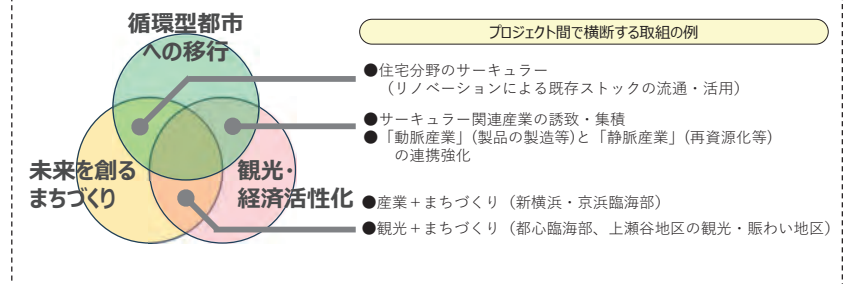 循環型都市
への移行
未来を創る
まちづくり
観光・
経済活性化
プロジェクト間で横断する取組の例
●住宅分野のサーキュラー
（リノベーションによる既存ストックの流通・活用）
●サーキュラー関連産業の誘致・集積
●「動脈産業」(製品の製造等)と「静脈産業」(再資源化等)
の連携強化
●産業＋まちづくり（新横浜・京浜臨海部）
●観光＋まちづくり（都心臨海部、上瀬谷地区の観光・賑わい地区）